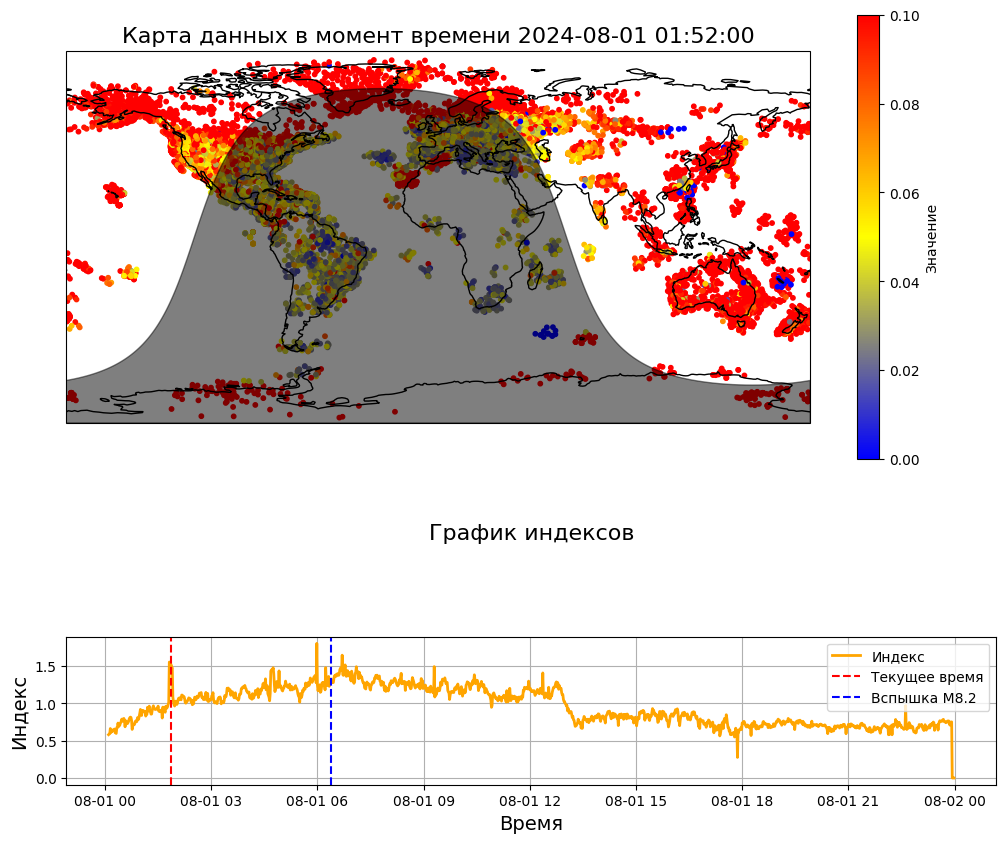 Карта данных в момент времени 2024-08-01 01:52:00
0.10
0.08
0.06
0.04
0.02
0.00
Значение
График индексов
Индекс
1.5
1.0
0.5
0.0
Индекс
Текущее время
Вспышка M8.2
08-01 00
08-01 03
08-01 06
08-01 09
08-01 12
08-01 15
08-01 18
08-01 21
08-02 00
Время